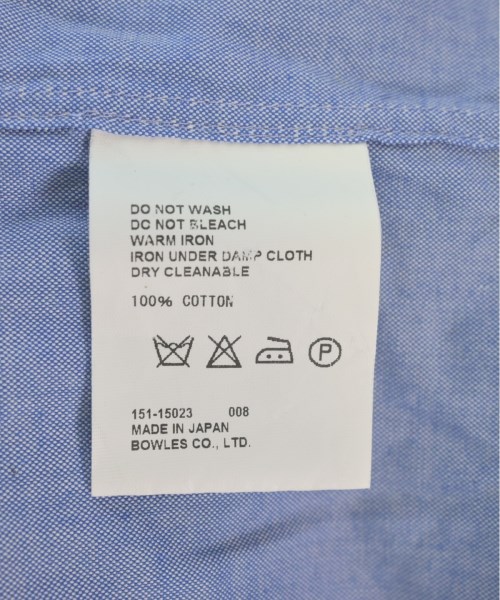 DO NOT WASH
DO NOT BLEACH
WARM IRON
IRON UNDER DAMP CLOTH
DRY CLEANABLE
100% COTTON
P
151-15023 008
MADE IN JAPAN
BOWLES CO., LTD.